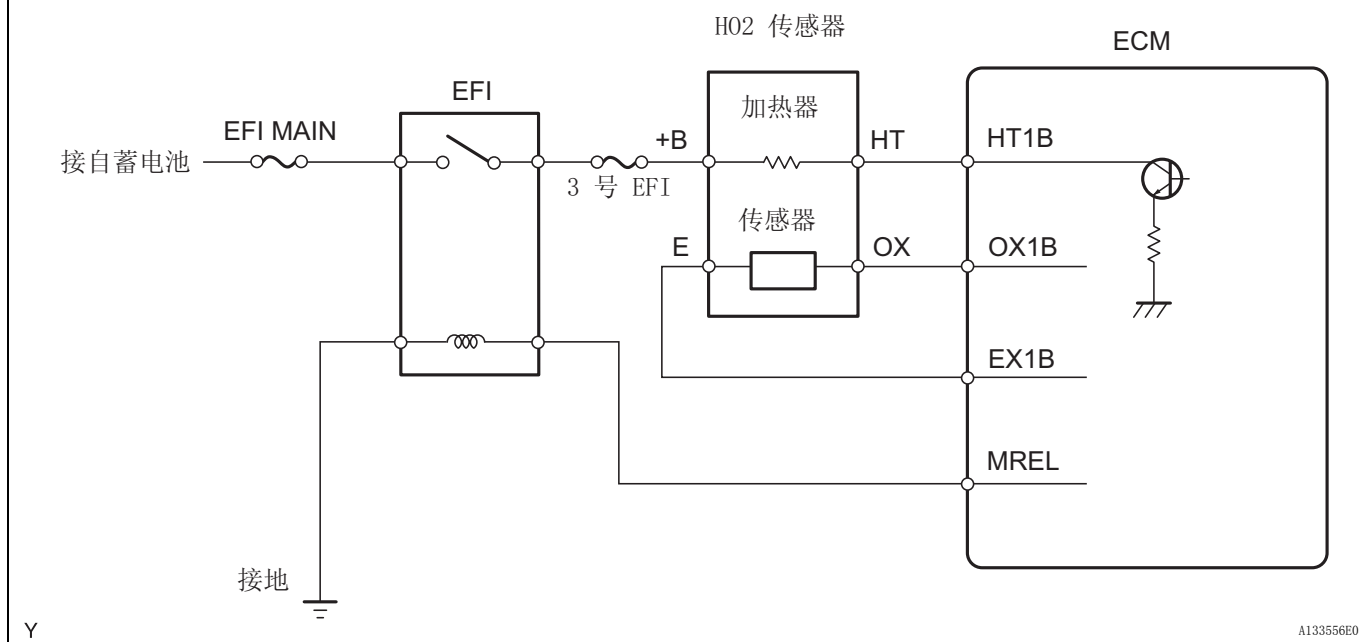 HO2 传感器
ECM
EFI
加热器
EFI MAIN
+B
HT
HT1B
接自蓄电池
3 号 EFI
传感器
E
OX
OX1B
EX1B
MREL
接地
Y
A133556E0